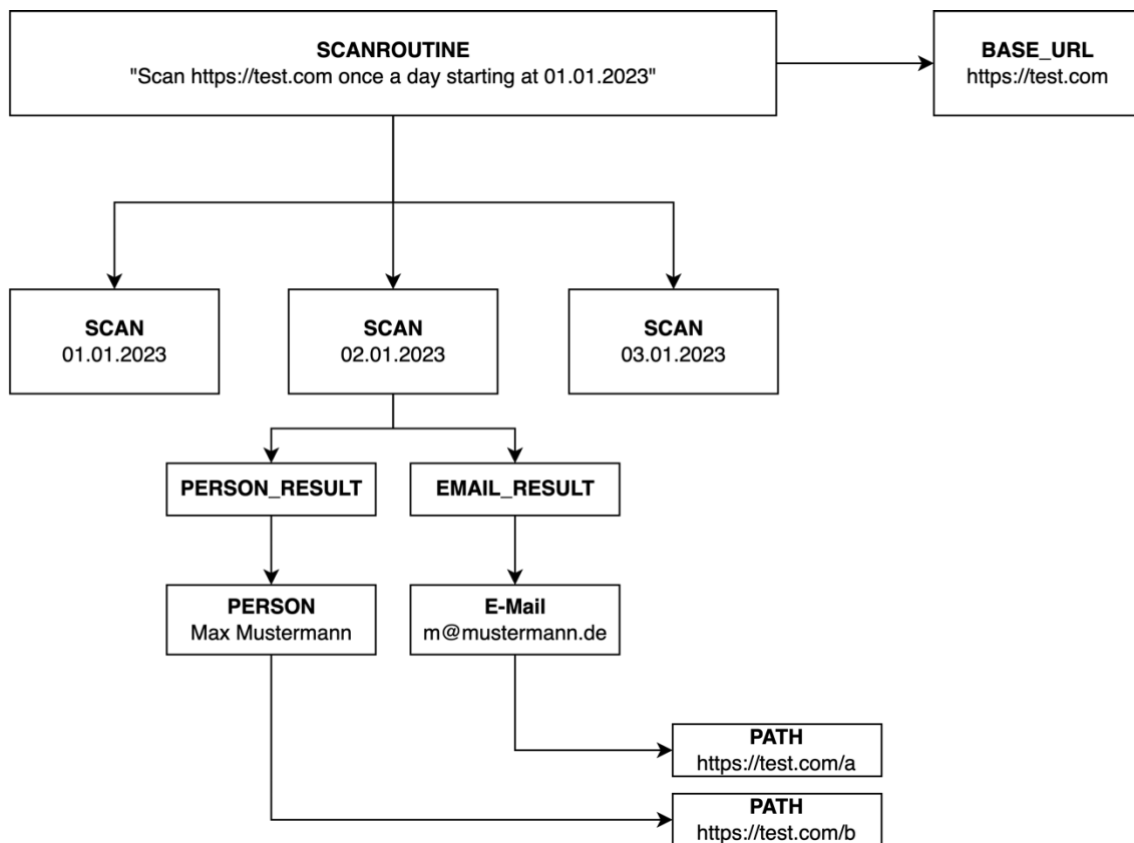 SCANROUTINE
"Scan https://test.com once a day starting at 01.01.2023"
BASE_URL
https://test.com
SCAN
01.01.2023
SCAN
02.01.2023
SCAN
03.01.2023
PERSON_RESULT
EMAIL_RESULT
PERSON
Max Mustermann
E-Mail
m@mustermann.de
PATH
https://test.com/a
PATH
https://test.com/b